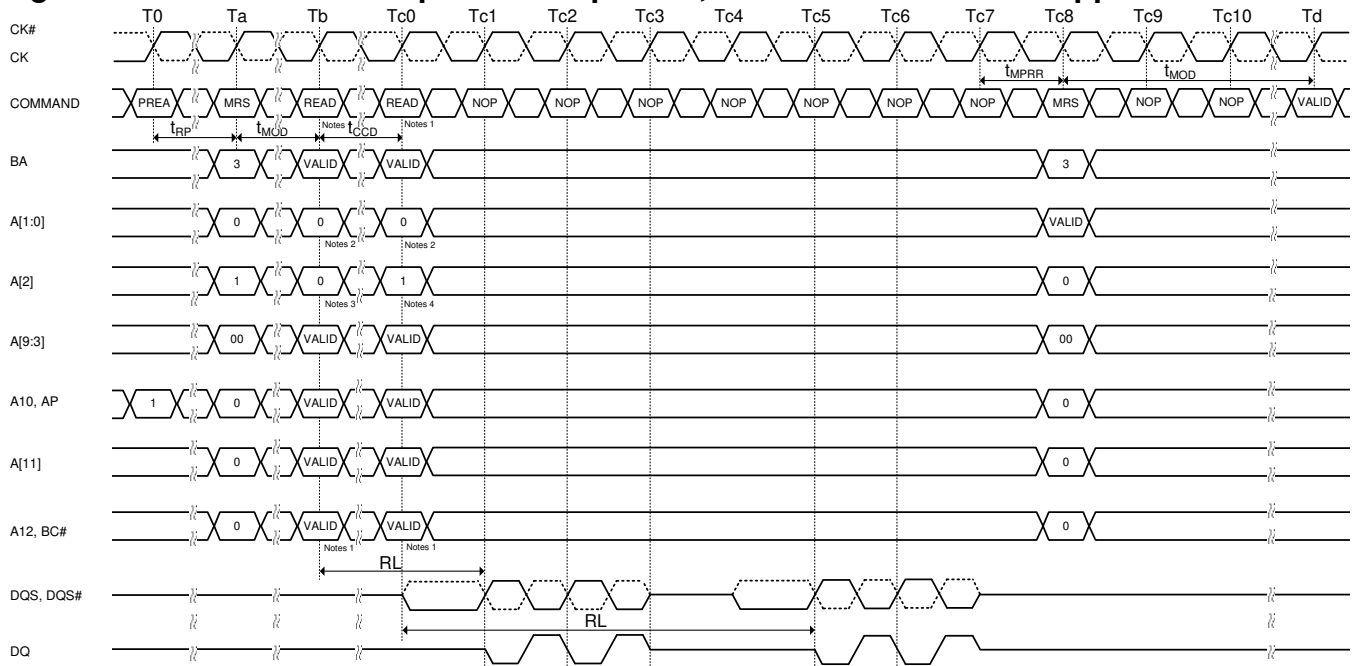 T0 Ta Tb Tc0 Tc1 Tc2 Tc3 Tc4 Tc5 Tc6 Tc7 Tc8 Tc9 Tc10 Td
CK#
CK
tMPRR tMOD
COMMAND PREA MRS READ READ NOP NOP NOP NOP NOP NOP NOP MRS NOP NOP VALID
Notes 1 Notes 1
tRP tMOD tCCD
BA 3 VALID VALID 3
A[1:0] 0 0 0 VALID
Notes 2 Notes 2
A[2] 1 0 1 0
Notes 3 Notes 4
A[9:3] 00 VALID VALID 00
A10, AP 1 0 VALID VALID 0
A[11] 0 VALID VALID 0
A12, BC# 0 VALID VALID 0
Notes 1 Notes 1
RL
DQS, DQS#
RL
DQ